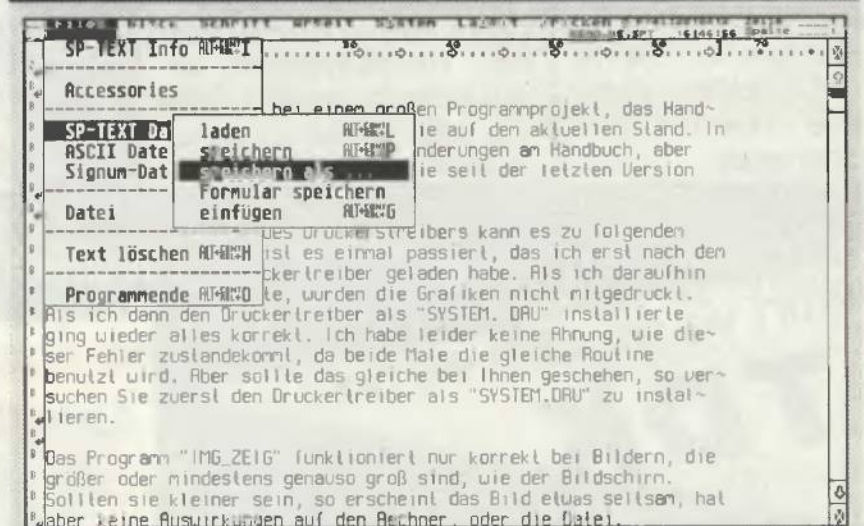 SP-TEXT Info
Accessories
SP-TEXT Da
ASCII Date
Signum-Dat
Datei
Text löschen
Programmende
laden
speichern
speichern als ...
Formular speichern
einfügen
bei einem großen Programmprojekt, das Hand~
ie auf dem aktuellen Stand. In
nderungen am Handbuch, aber
ie seit der letzten Version
ues Druckerstreibers kann es zu folgenden
ist es einmal passiert, das ich erst nach dem
ckertreiber geladen habe. Als ich daraufhin
te, wurden die Grafiken nicht mitgedruckt.
Als ich dann den Druckertreiber als "SYSTEM. DRU" installierte
ging wieder alles korrekt. Ich habe leider keine Ahnung, wie die~
ser Fehler zustandekommt, da beide Male die gleiche Routine
benutzt wird. Aber sollte das gleiche bei Ihnen geschehen, so ver~
suchen Sie zuerst den Druckertreiber als "SYSTEM.DRU" zu instal~
lieren.
Das Program "IMG_ZEIG" funktioniert nur korrekt bei Bildern, die
größer oder mindestens genauso groß sind, wie der Bildschirm.
Sollten sie kleiner sein, so erscheint das Bild etwas seltsam, hat
aber keine Auswirkungen auf den Rechner, oder die Datei.